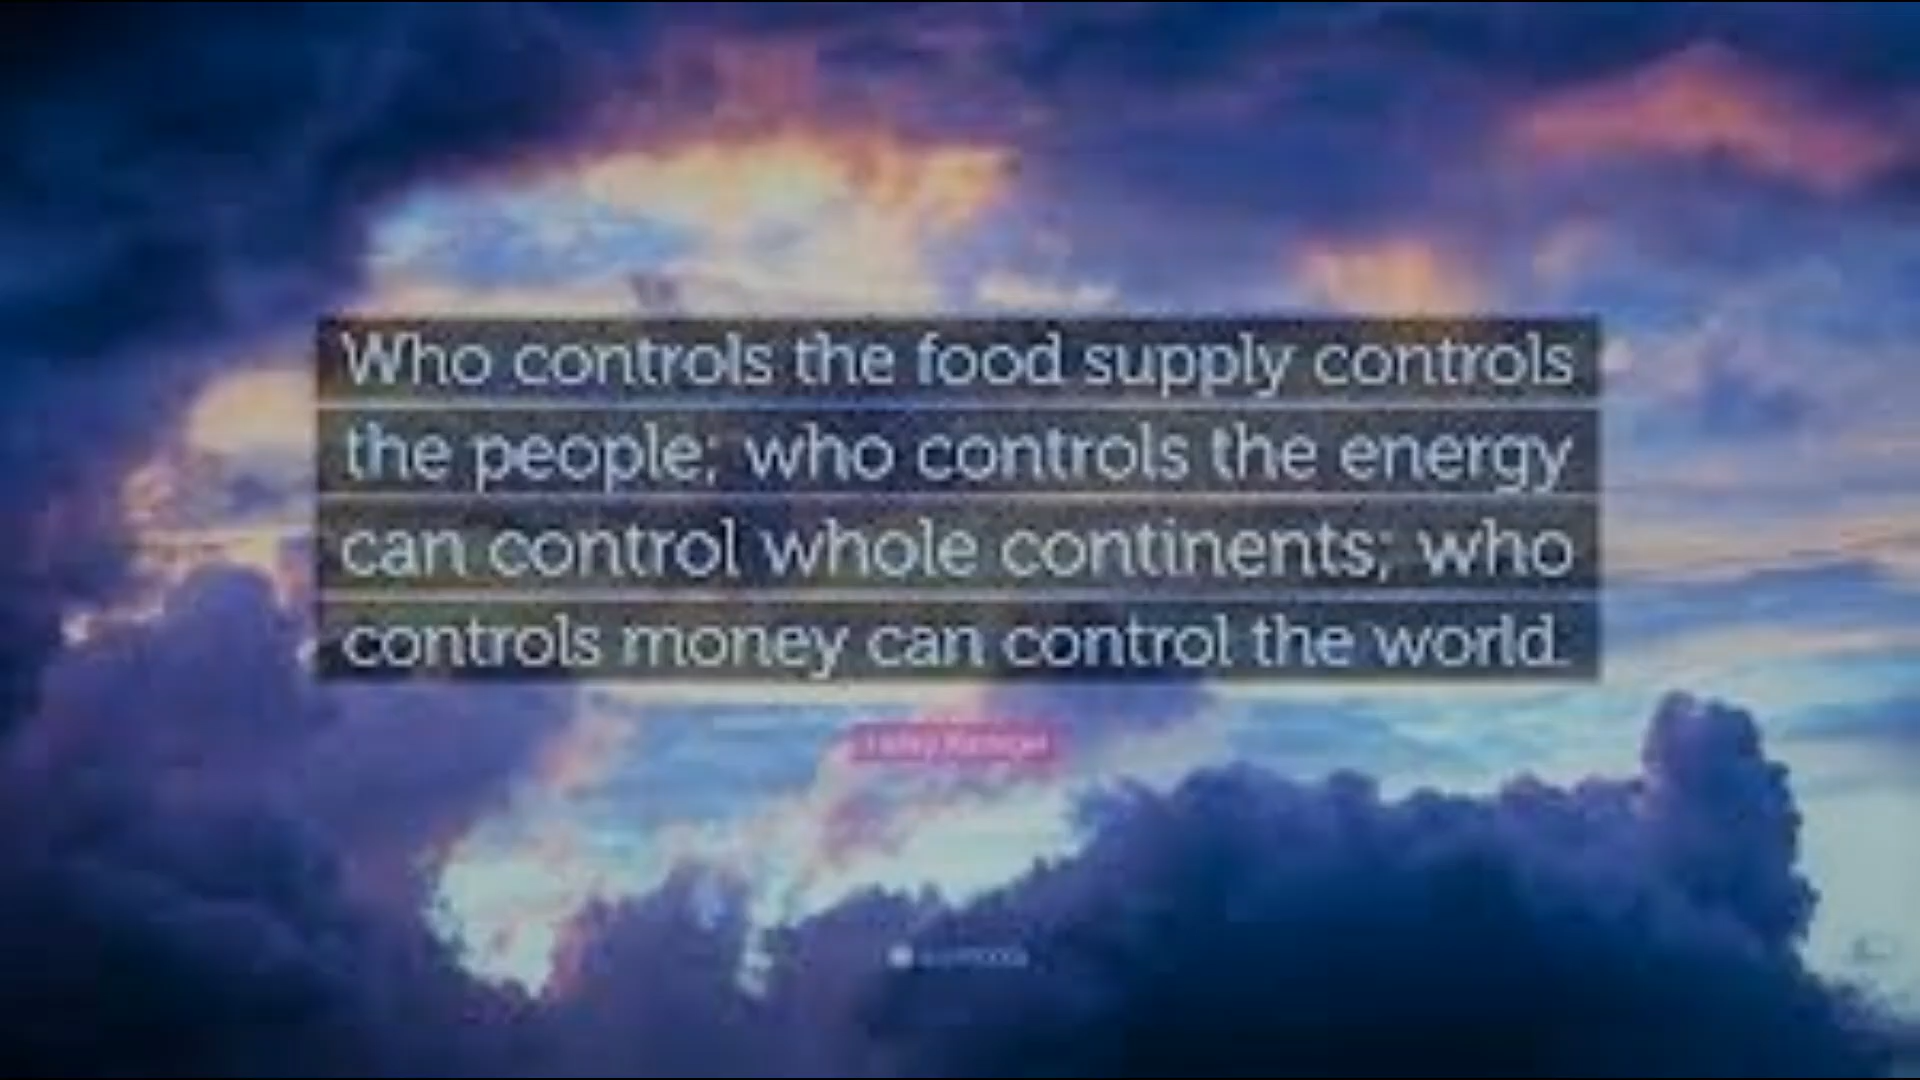 Who controls the food supply controls
the people; who controls the energy
can control whole continents; who
controls money can control the world.